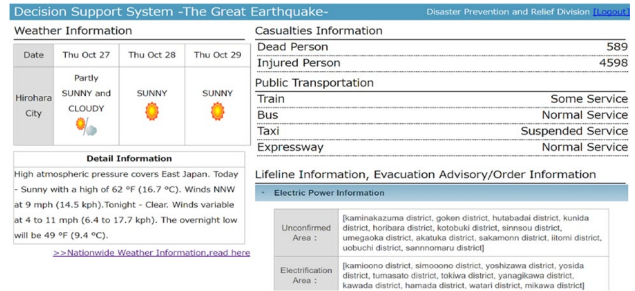 Decision Support System -The Great Earthquake-
Disaster Prevention and Relief Division [Logout]
Weather Information
Date Thu Oct 27 Thu Oct 28 Thu Oct 29
Hirohara City
Partly SUNNY and CLOUDY
SUNNY
SUNNY
Detail Information
High atmospheric pressure covers East Japan. Today
- Sunny with a high of 62 °F (16.7 °C). Winds NNW
at 9 mph (14.5 kph).Tonight - Clear. Winds variable
at 4 to 11 mph (6.4 to 17.7 kph). The overnight low
will be 49 °F (9.4 °C).
>>Nationwide Weather Information,read here
Casualties Information
Dead Person 589
Injured Person 4598
Public Transportation
Train Some Service
Bus Normal Service
Taxi Suspended Service
Expressway Normal Service
Lifeline Information, Evacuation Advisory/Order Information
- Electric Power Information
Unconfirmed Area :
[kaminakazuma district, goken district, hutabadai district, kunida
district, horibara district, kotobuki district, sinnsou district,
umegaoka district, akatuka district, sakamonn district, iitomi district,
uobuchi district, sannnomaru district]
Electrification Area :
[kamioono district, simooono district, yoshizawa district, yosida
district, tumasato district, tokiwa district, yanagikawa district,
kawada district, hamada district, watari district, mikawa district]